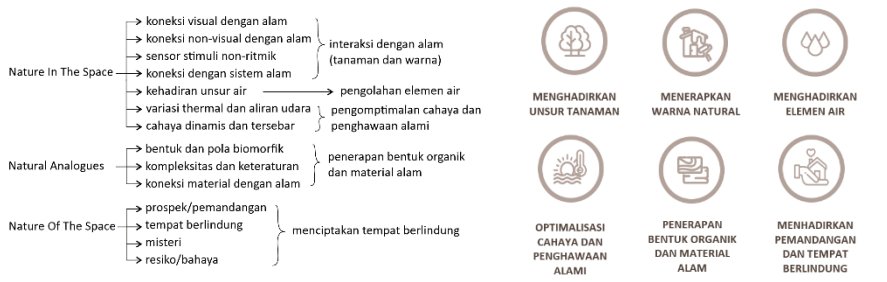 Nature In The Space
koneksi visual dengan alam
koneksi non-visual dengan alam
sensor stimuli non-ritmik
koneksi dengan sistem alam
kehadiran unsur air
variasi thermal dan aliran udara
cahaya dinamis dan tersebar
interaksi dengan alam
(tanaman dan warna)
pengolahan elemen air
pengomptimalan cahaya dan
penghawaan alami
Natural Analogues
bentuk dan pola biomorfik
kompleksitas dan keteraturan
koneksi material dengan alam
penerapan bentuk organik
dan material alam
Nature Of The Space
prospek/pemandangan
tempat berlindung
misteri
resiko/bahaya
menciptakan tempat berlindung
MENGHADIRKAN
UNSUR TANAMAN
MENERAPKAN
WARNA NATURAL
MENGHADIRKAN
ELEMEN AIR
OPTIMALISASI
CAHAYA DAN
PENGHAWAAN
ALAMI
PENERAPAN
BENTUK ORGANIK
DAN MATERIAL
ALAM
MENHADIRKAN
PEMANDANGAN
DAN TEMPAT
BERLINDUNG